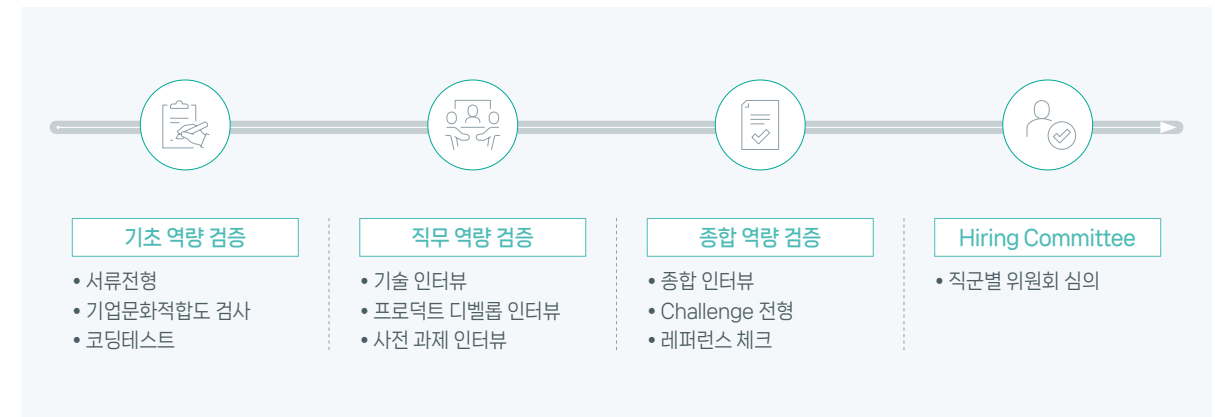 기초 역량 검증
• 서류전형
• 기업문화적합도 검사
• 코딩테스트
직무 역량 검증
• 기술 인터뷰
• 프로덕트 디벨롭 인터뷰
• 사전 과제 인터뷰
종합 역량 검증
• 종합 인터뷰
• Challenge 전형
• 레퍼런스 체크
Hiring Committee
• 직군별 위원회 심의